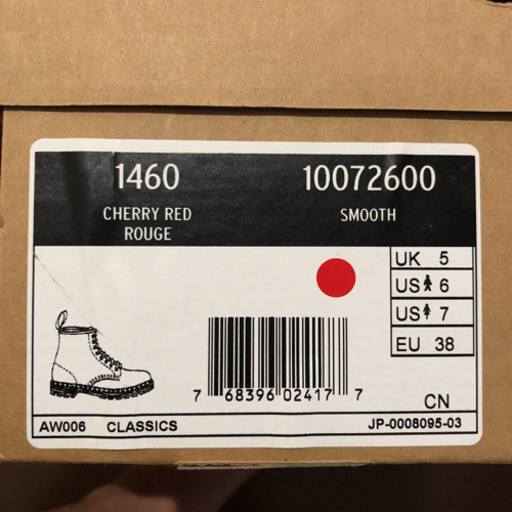 1460 10072600
CHERRY RED SMOOTH
ROUGE
UK 5
US 6
US 7
EU 38
7 68396 02417 7
CN
AW006 CLASSICS JP-0008095-03